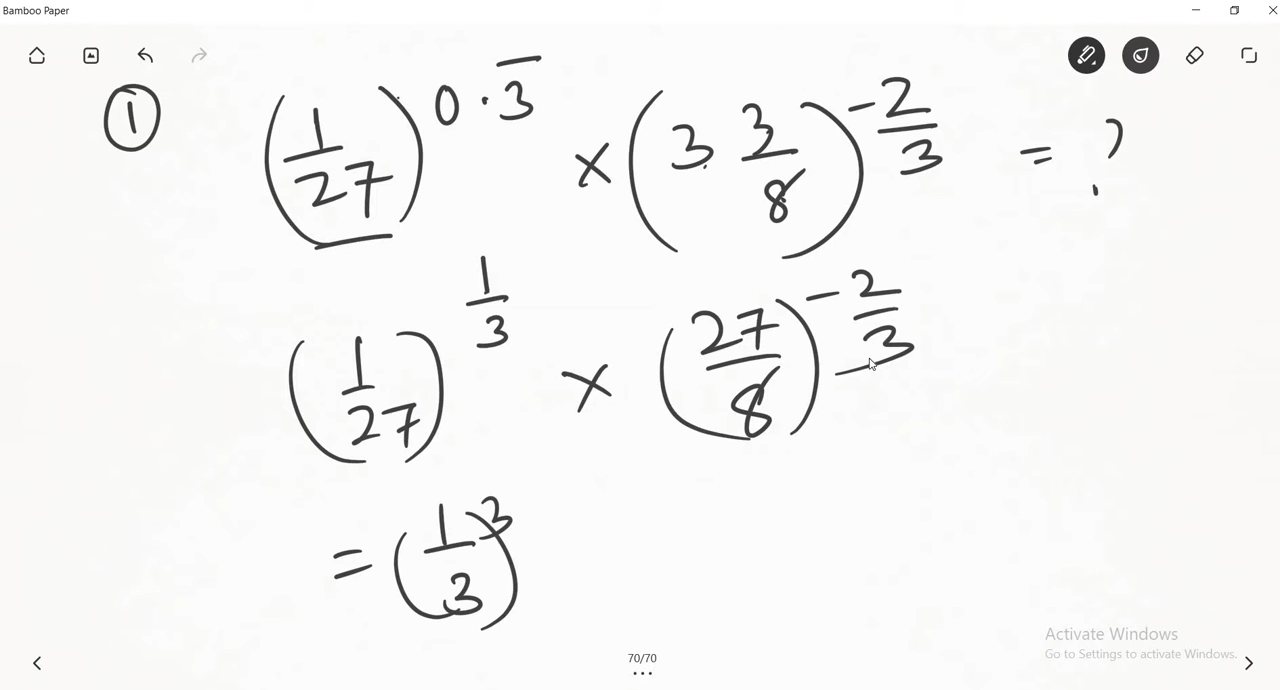 Bamboo Paper
① (1/27)^0.3̅ × (3 3/8)^-2/3 = ?
(1/27)^1/3 × (27/8)^-2/3
= (1/3)^3
Activate Windows
Go to Settings to activate Windows.
70/70